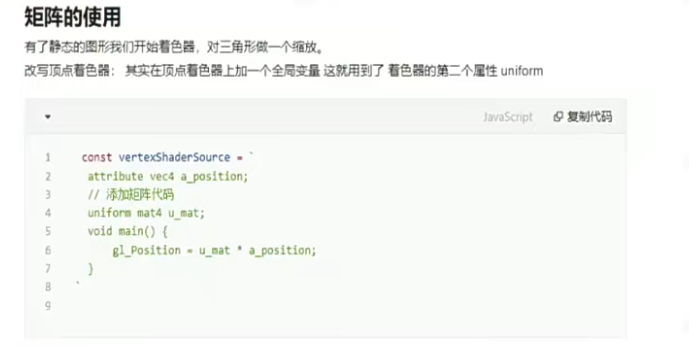 矩阵的使用
有了静态的图形我们开始着色器，对三角形做一个缩放。
改写顶点着色器： 其实在顶点着色器上加一个全局变量 这就用到了 着色器的第二个属性 uniform
JavaScript 复制代码
1 const vertexShaderSource = `
2 attribute vec4 a_position;
3 // 添加矩阵代码
4 uniform mat4 u_mat;
5 void main() {
6 gl_Position = u_mat * a_position;
7 }
8 `
9